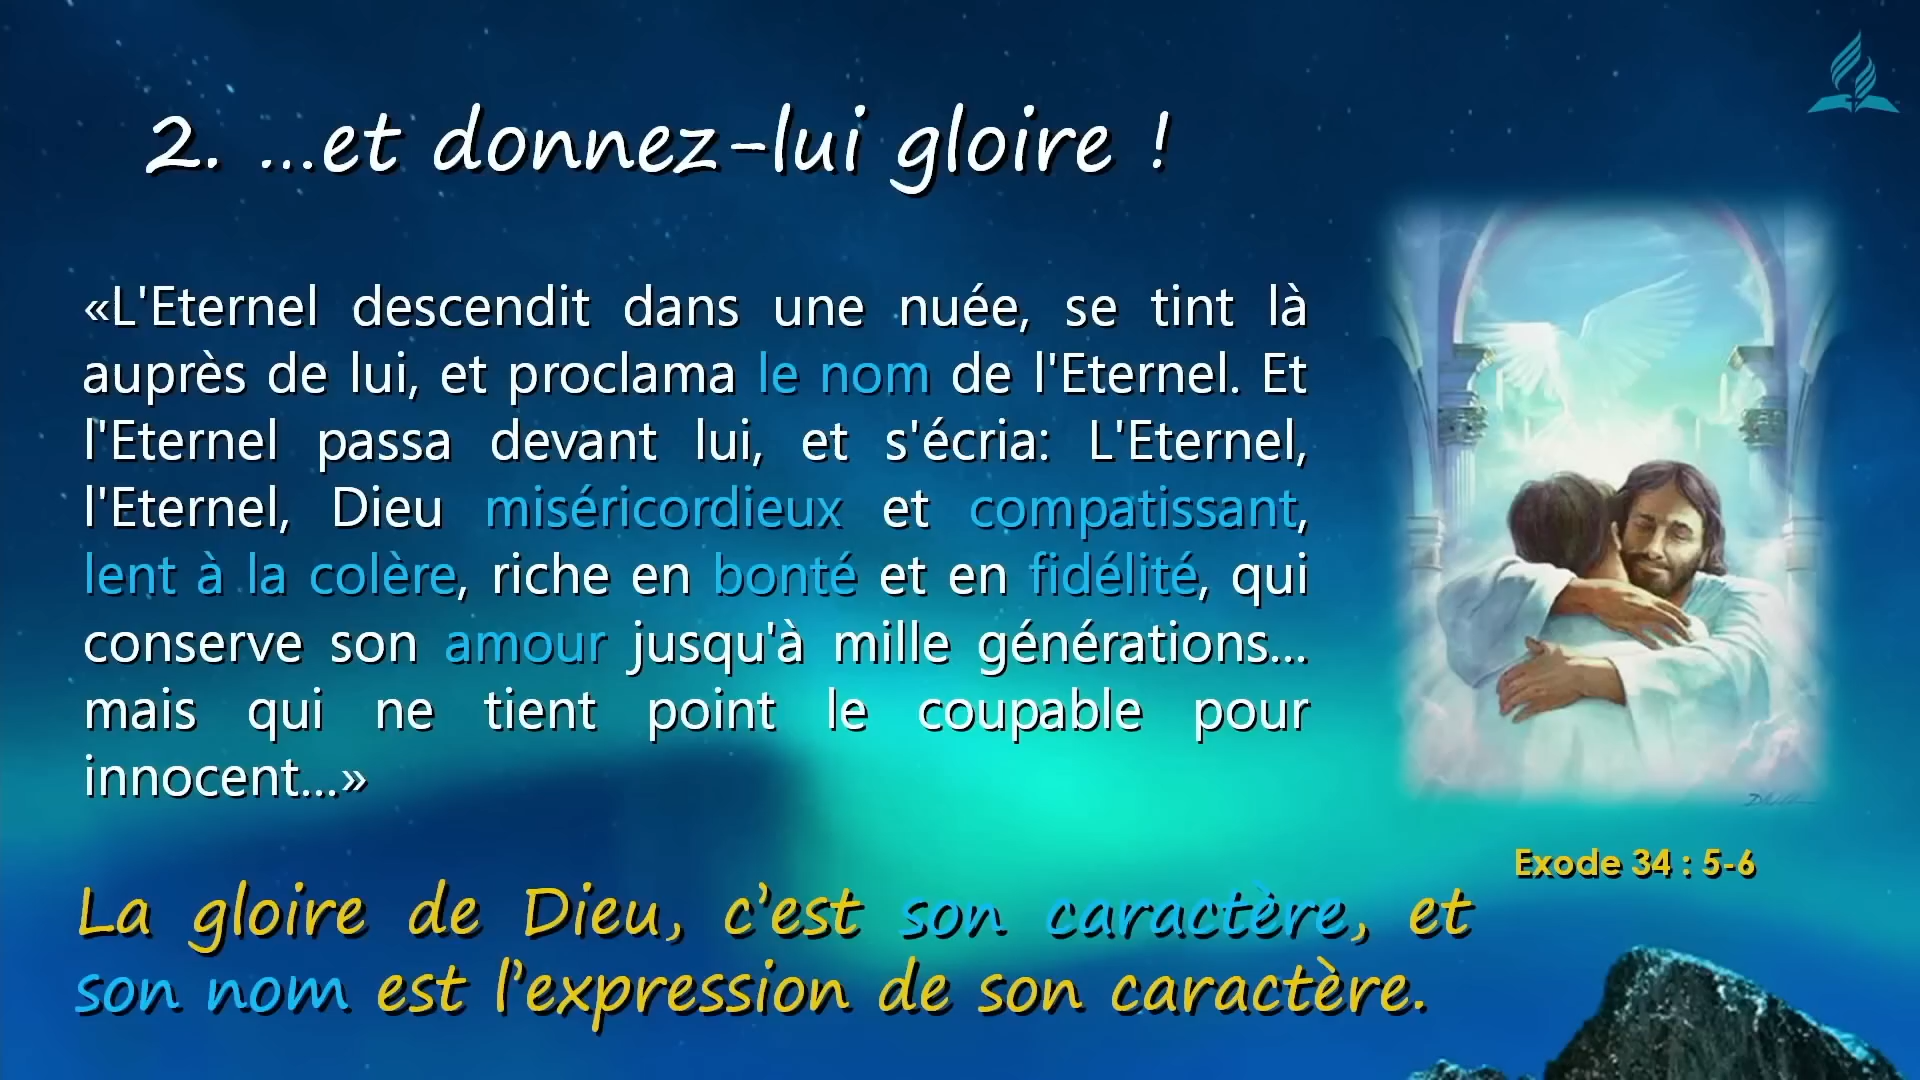 2. ...et donnez-lui gloire !
«L'Eternel descendit dans une nuée, se tint là
auprès de lui, et proclama le nom de l'Eternel. Et
l'Eternel passa devant lui, et s'écria: L'Eternel,
l'Eternel, Dieu miséricordieux et compatissant,
lent à la colère, riche en bonté et en fidélité, qui
conserve son amour jusqu'à mille générations...
mais qui ne tient point le coupable pour
innocent...»
Exode 34 : 5-6
La gloire de Dieu, c’est son caractère, et
son nom est l’expression de son caractère.